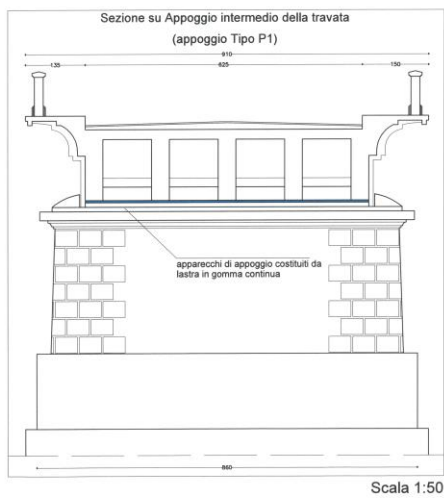 Sezione su Appoggio intermedio della travata
(appoggio Tipo P1)
910
135
625
150
apparecchi di appoggio costituiti da
lastra in gomma continua
860
Scala 1:50